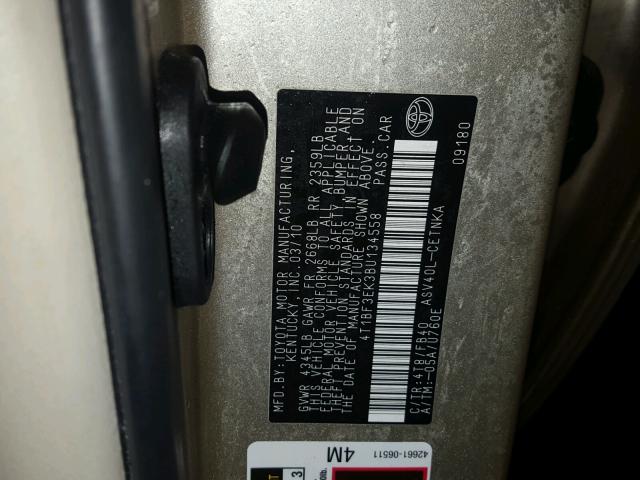 MFD.BY:TOYOTA MOTOR MANUFACTURING,
KENTUCKY, INC.03/10
GVWR 4345LB GAWR FR 2668LB RR 2359LB
THIS VEHICLE CONFORMS TO ALL APPLICABLE
FEDERAL MOTOR VEHICLE SAFETY, BUMPER,AND
THEFT PREVENTION STANDARDS IN EFFECT ON
THE DATE OF MANUFACTURE SHOWN ABOVE.
4T1BF3EK3BU134558 PASS.CAR
C/TR:4T8/FB40 ASV40L-CETNKA
A/TM:-05A/U760E
09180
4M
42661-06511
3